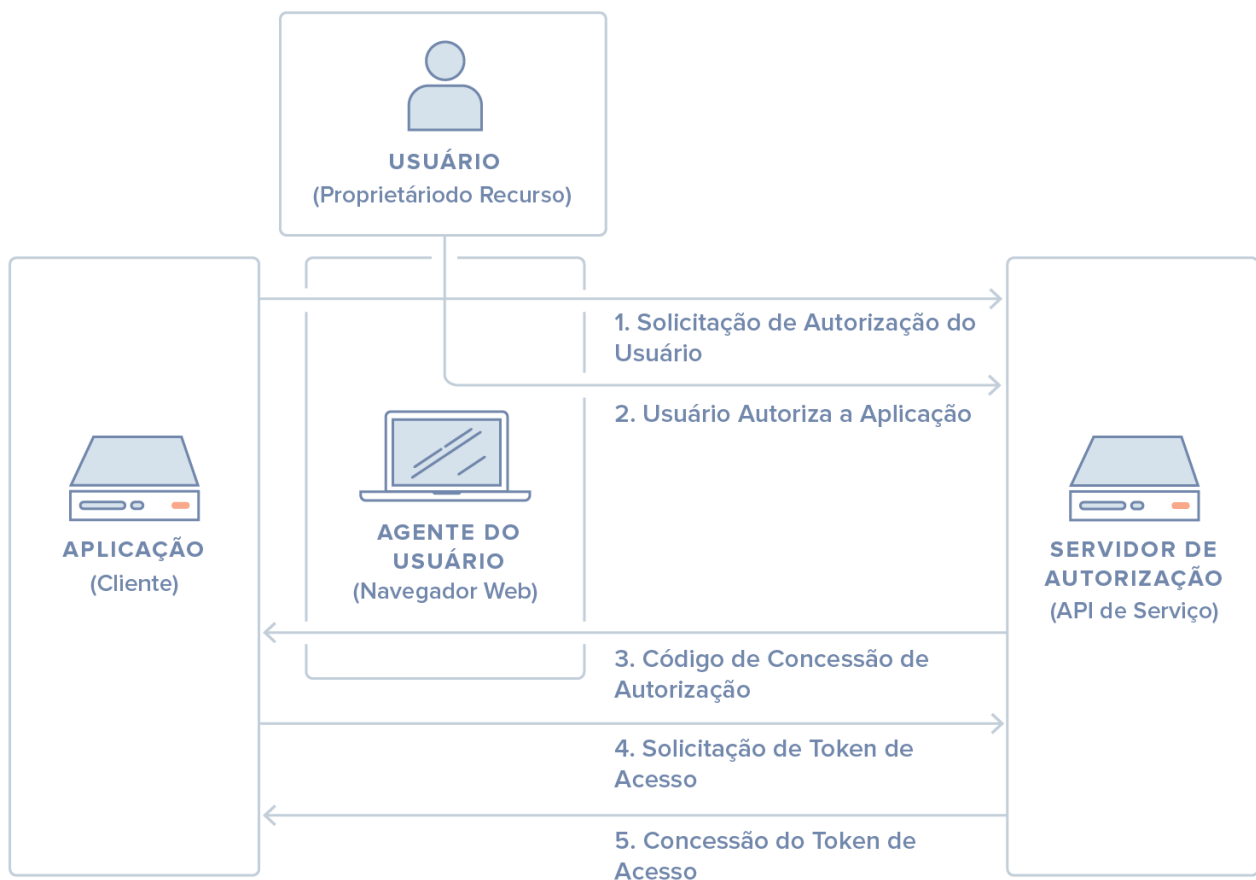 USUÁRIO
(Proprietáriodo Recurso)
1. Solicitação de Autorização do
Usuário
2. Usuário Autoriza a Aplicação
APLICAÇÃO
(Cliente)
AGENTE DO
USUÁRIO
(Navegador Web)
SERVIDOR DE
AUTORIZAÇÃO
(API de Serviço)
3. Código de Concessão de
Autorização
4. Solicitação de Token de
Acesso
5. Concessão do Token de
Acesso